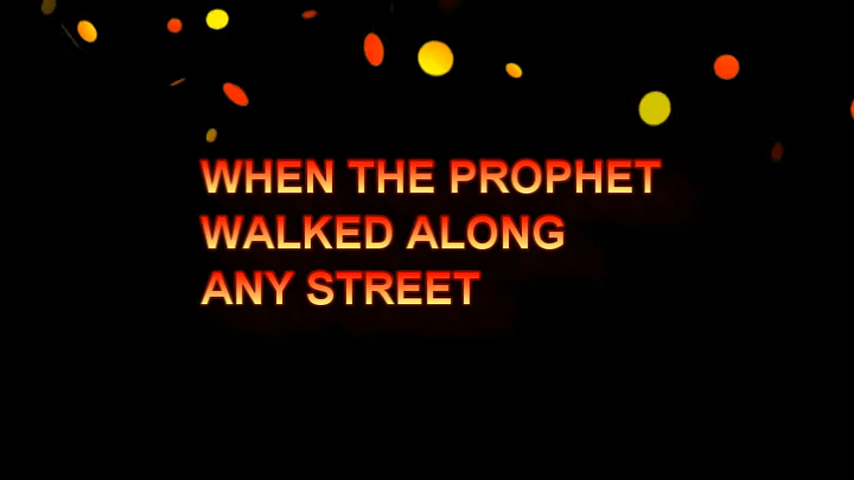 WHEN THE PROPHET
WALKED ALONG
ANY STREET